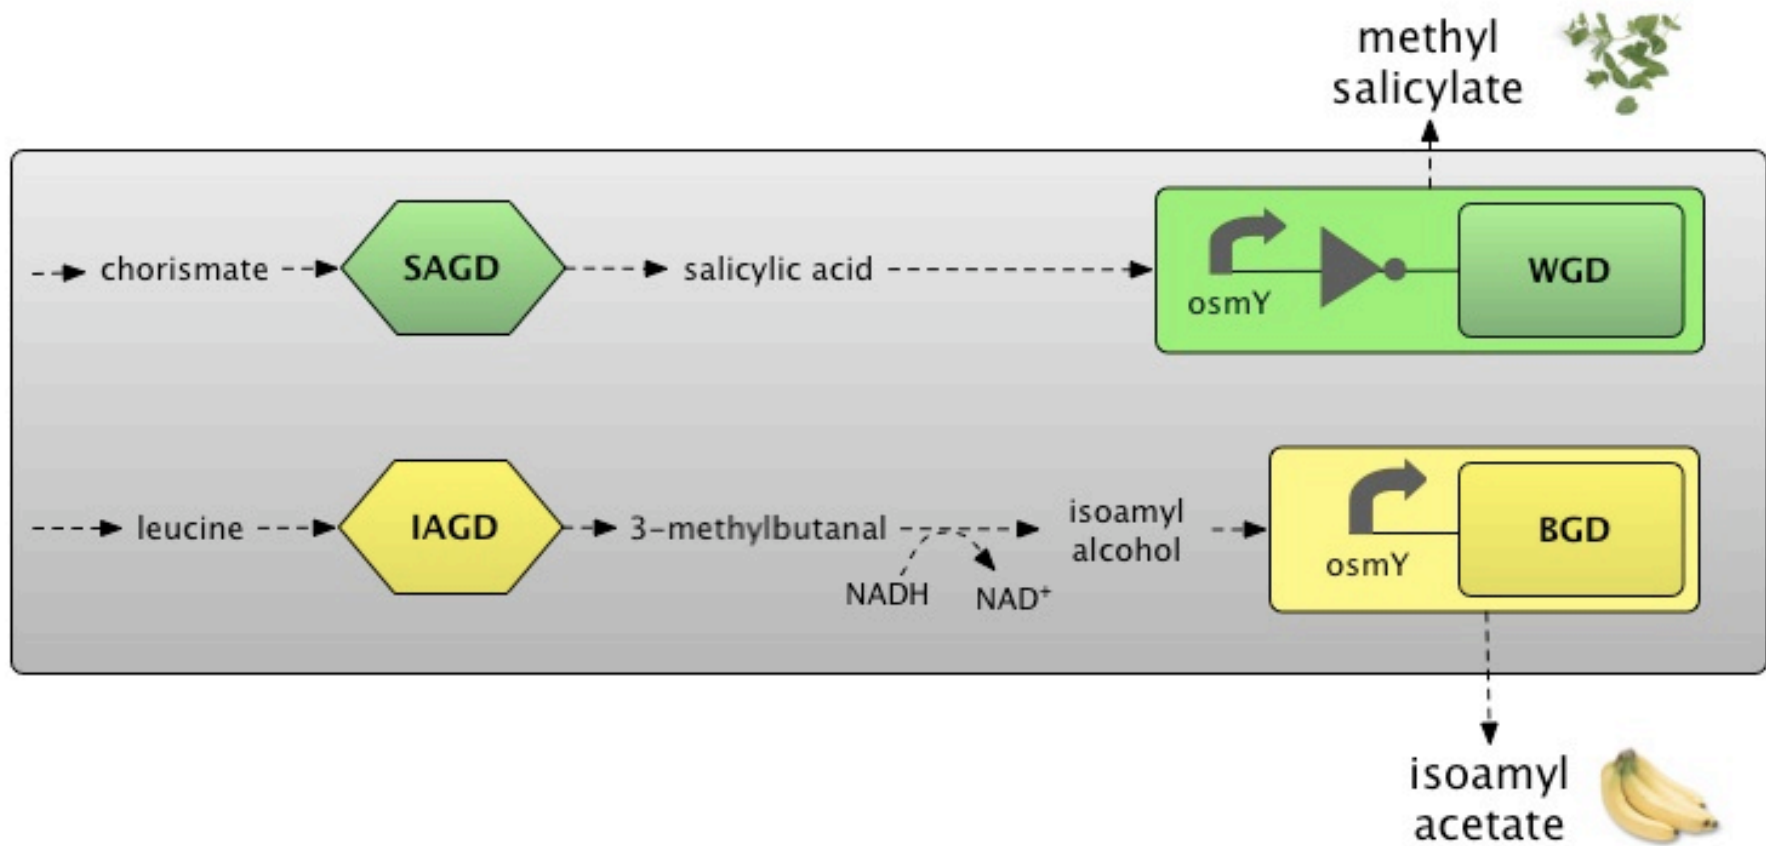 methyl
salicylate
chorismate
SAGD
salicylic acid
osmY
WGD
leucine
IAGD
3-methylbutanal
NADH
NAD⁺
isoamyl
alcohol
osmY
BGD
isoamyl
acetate